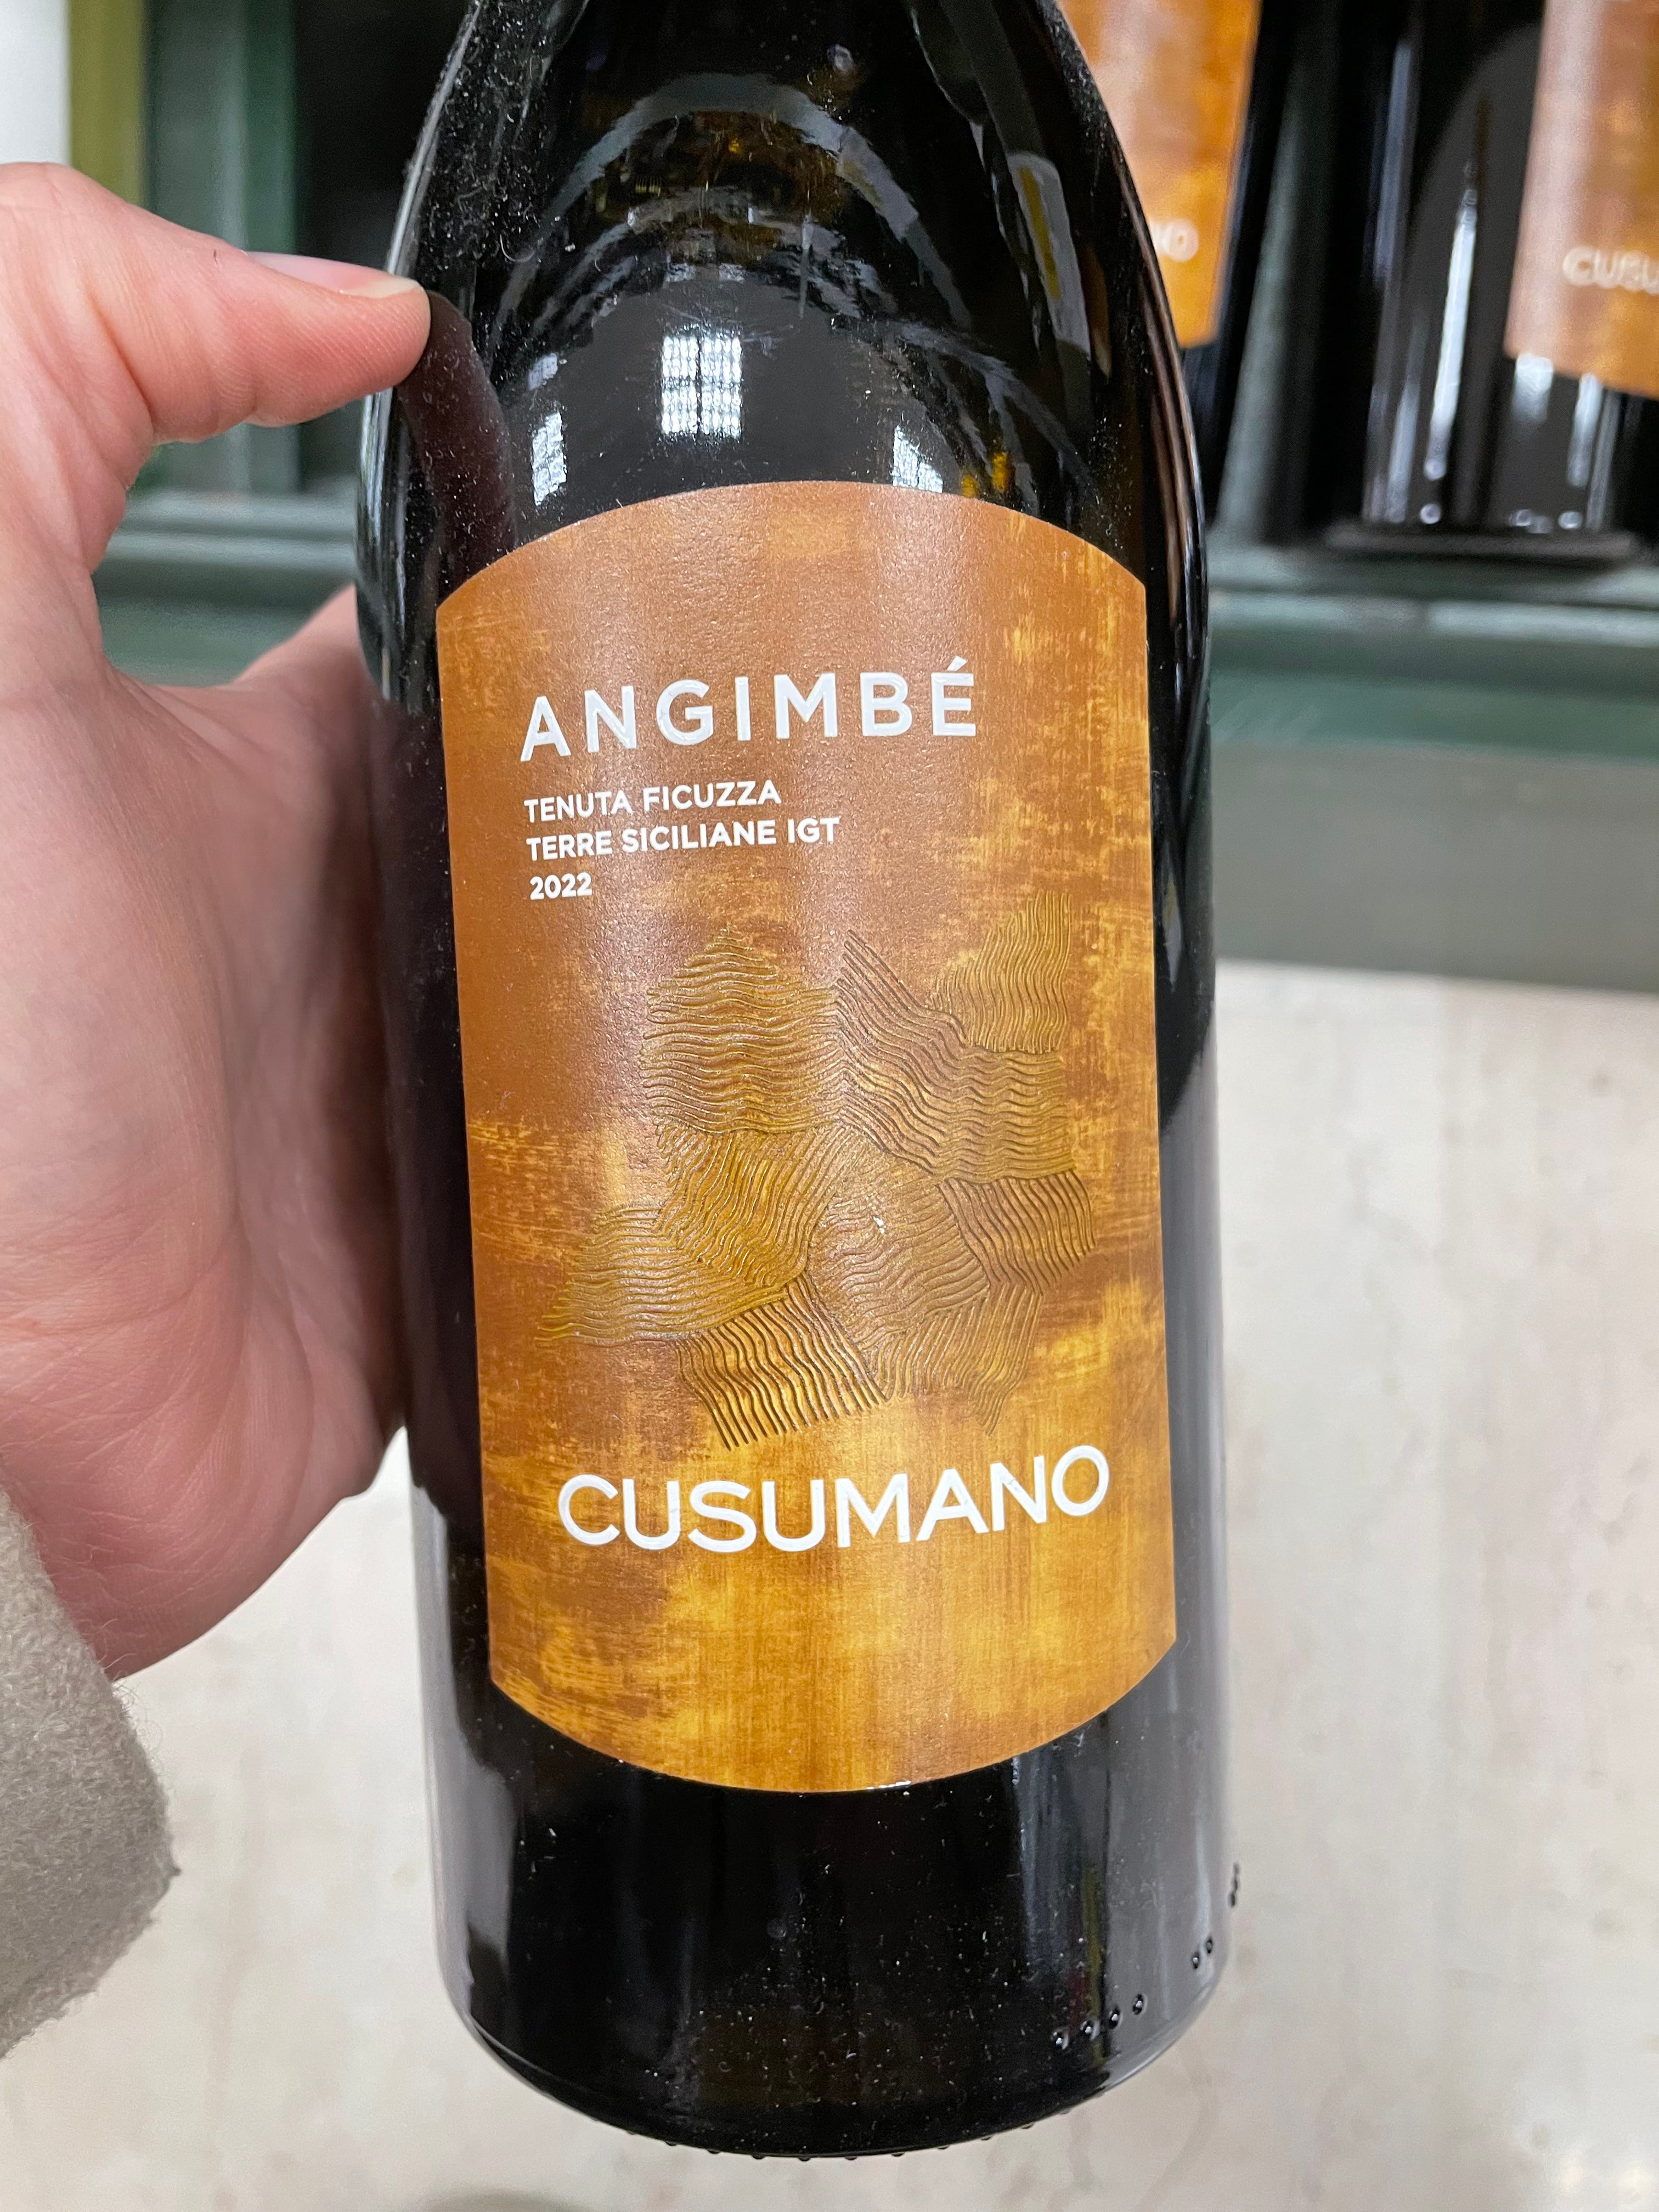 ANGIMBÉ
TENUTA FICUZZA
TERRE SICILIANE IGT
2022
CUSUMANO